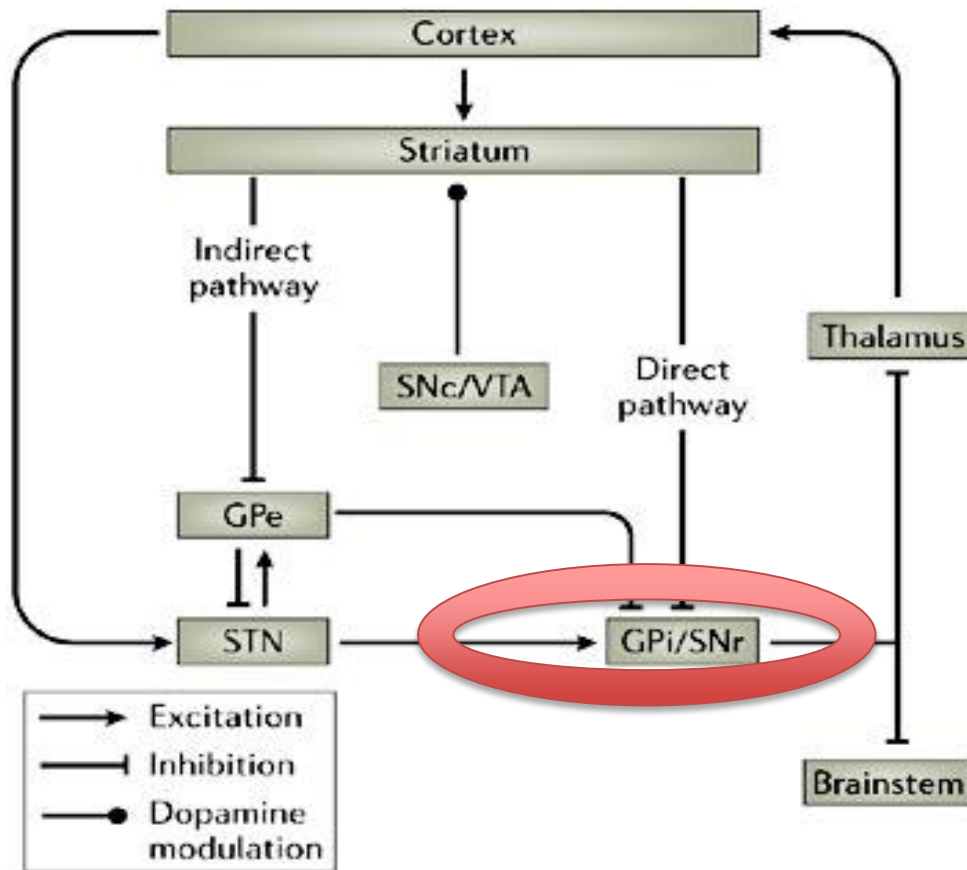 Cortex
Striatum
Indirect
pathway
Thalamus
SNc/VTA
Direct
pathway
GPe
STN
GPi/SNr
Excitation
Inhibition
Dopamine
modulation
Brainstem